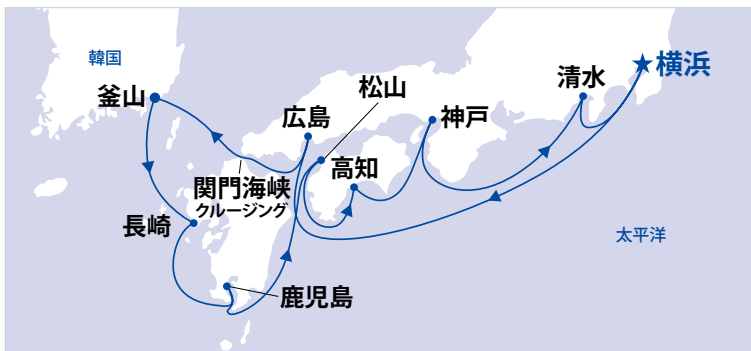 韓国
釜山
松山
広島
清水
★横浜
神戸
高知
関門海峡
クルージング
長崎
太平洋
鹿児島